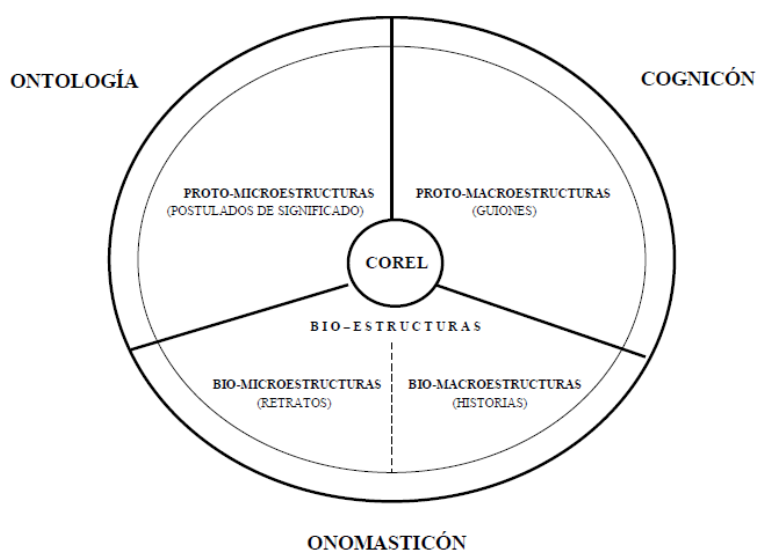 ONTOLOGÍA
COGNICÓN
PROTO-MICROESTRUCTURAS
(POSTULADOS DE SIGNIFICADO)
PROTO-MACROESTRUCTURAS
(GUIONES)
COREL
BIO–ESTRUCTURAS
BIO-MICROESTRUCTURAS
(RETRATOS)
BIO-MACROESTRUCTURAS
(HISTORIAS)
ONOMASTICÓN